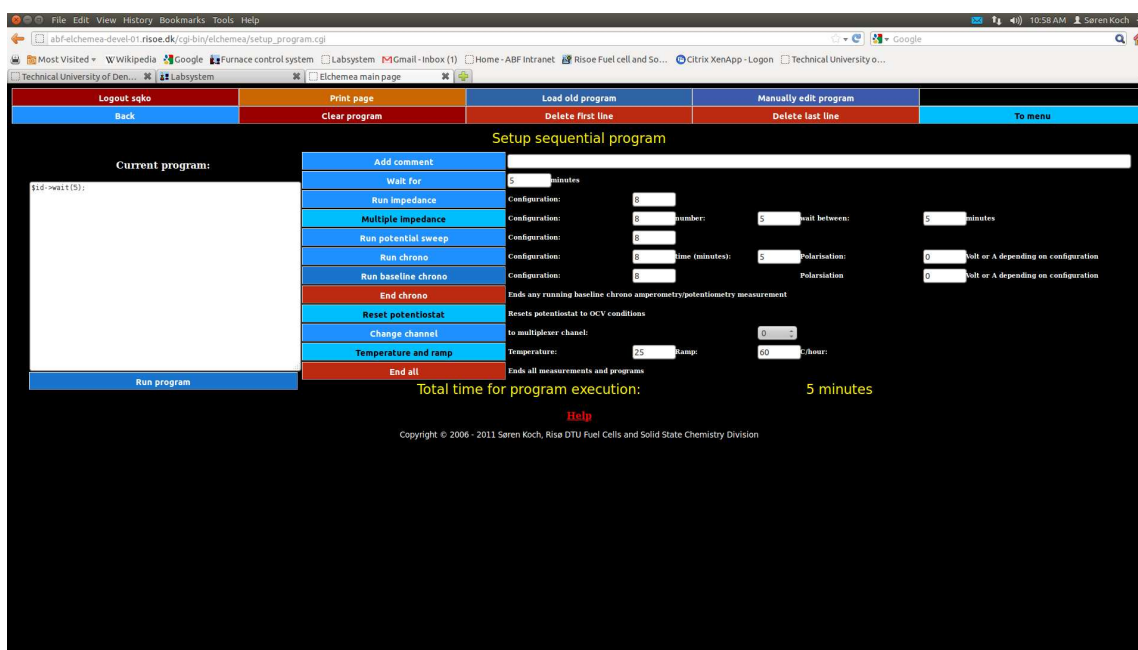 File Edit View History Bookmarks Tools Help 10:58 AM Søren Koch
abf-elchemea-devel-01.risoe.dk/cgi-bin/elchemea/setup_program.cgi Google
Most Visited Wikipedia Google Furnace control system Labsystem Gmail - Inbox (1) Home - ABF Intranet Risoe Fuel cell and So... Citrix XenApp - Logon Technical University o...
Technical University of Den... Labsystem Elchemea main page
Logout sqko Print page Load old program Manually edit program
Back Clear program Delete first line Delete last line To menu
Setup sequential program
Current program:
$id->wait(5);
Run program
Add comment
Wait for 5 minutes
Run impedance Configuration: 8
Multiple impedance Configuration: 8 number: 5 wait between: 5 minutes
Run potential sweep Configuration: 8
Run chrono Configuration: 8 time (minutes): 5 Polarisation: 0 Volt or A depending on configuration
Run baseline chrono Configuration: 8 Polarsiation 0 Volt or A depending on configuration
End chrono Ends any running baseline chrono amperometry/potentiometry measurement
Reset potentiostat Resets potentiostat to OCV conditions
Change channel to multiplexer chanel: 0
Temperature and ramp Temperature: 25 Ramp: 60 C/hour:
End all Ends all measurements and programs
Total time for program execution: 5 minutes
Help
Copyright © 2006 - 2011 Søren Koch, Risø DTU Fuel Cells and Solid State Chemistry Division